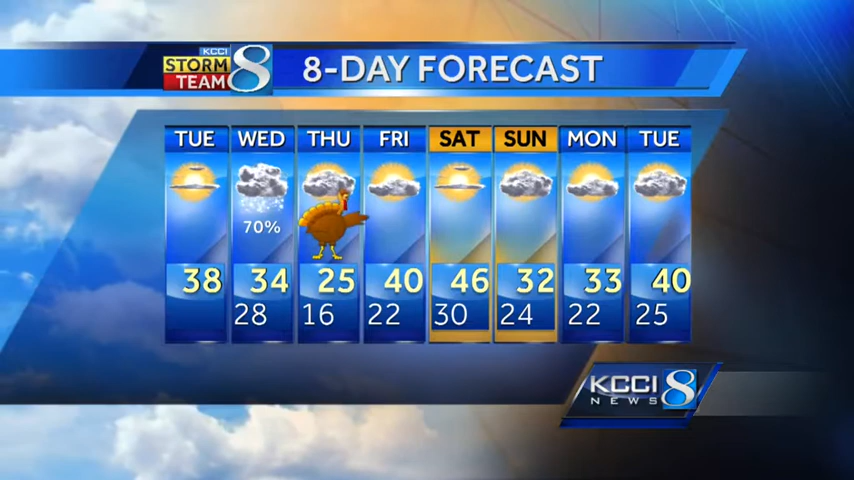 KCCI
STORM
TEAM
8
8-DAY FORECAST
TUE WED THU FRI SAT SUN MON TUE
70%
38 34 25 40 46 32 33 40
28 16 22 30 24 22 25
KCCI 8
NEWS